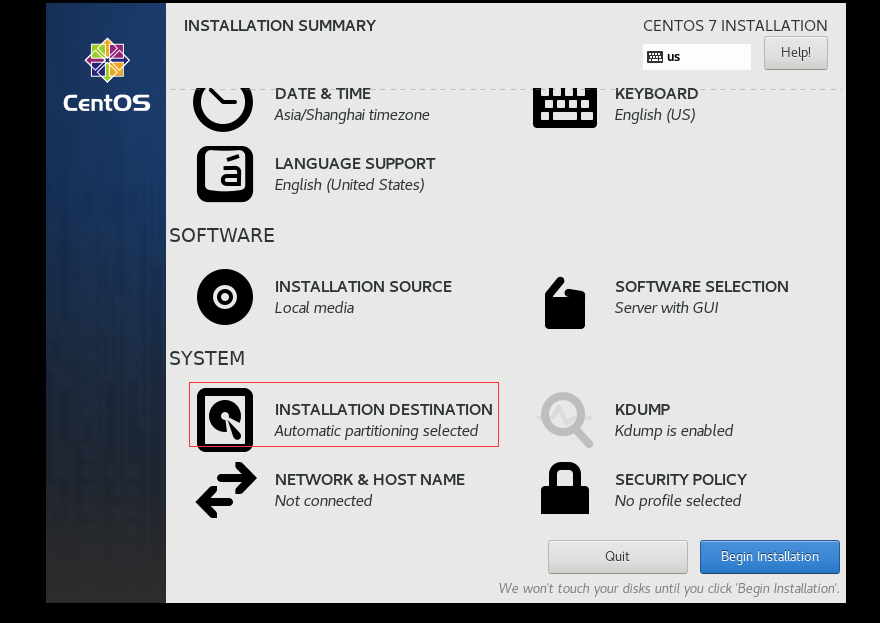 INSTALLATION SUMMARY
CENTOS 7 INSTALLATION
us
Help!
CentOS
DATE & TIME
Asia/Shanghai timezone
KEYBOARD
English (US)
LANGUAGE SUPPORT
English (United States)
SOFTWARE
INSTALLATION SOURCE
Local media
SOFTWARE SELECTION
Server with GUI
SYSTEM
INSTALLATION DESTINATION
Automatic partitioning selected
KDUMP
Kdump is enabled
NETWORK & HOST NAME
Not connected
SECURITY POLICY
No profile selected
Quit
Begin Installation
We won't touch your disks until you click 'Begin Installation'.